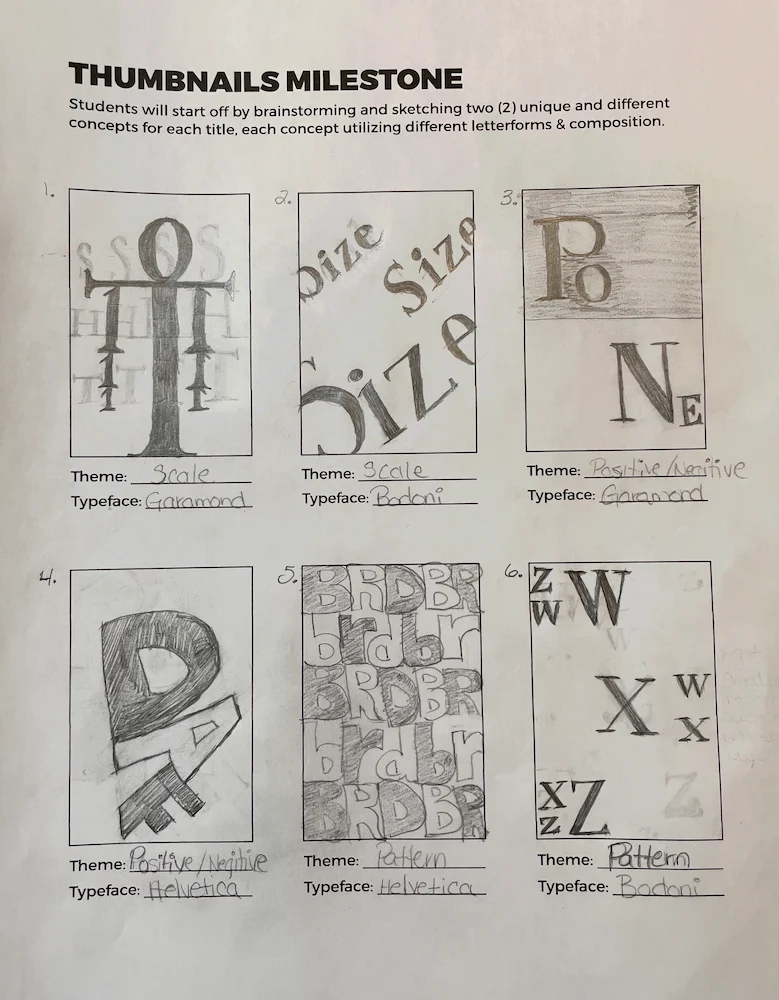 THUMBNAILS MILESTONE
Students will start off by brainstorming and sketching two (2) unique and different
concepts for each title, each concept utilizing different letterforms & composition.
1.
2.
3.
S S S S
O
T
H H H
T T T T
Size
Size
Size
Po
NE
Theme: Scale
Typeface: Garamond
Theme: Scale
Typeface: Bodoni
Theme: Positive/Negitive
Typeface: Garamond
4.
5.
6.
D
A
F
BRDBR
brdbr
BRDBR
brdbr
BRDBR
Z W
W
X W
X
X Z
Z
Z
Theme: Positive/Negitive
Typeface: Helvetica
Theme: Pattern
Typeface: Helvetica
Theme: Pattern
Typeface: Bodoni